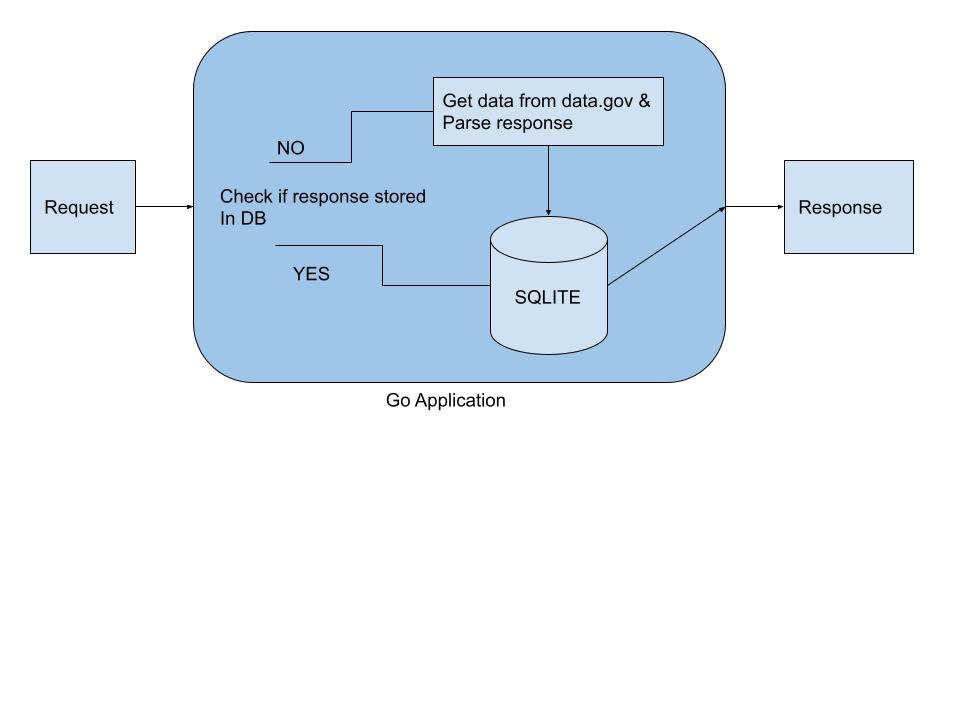 Get data from data.gov &
Parse response
NO
Request
Check if response stored
In DB
Response
YES
SQLITE
Go Application